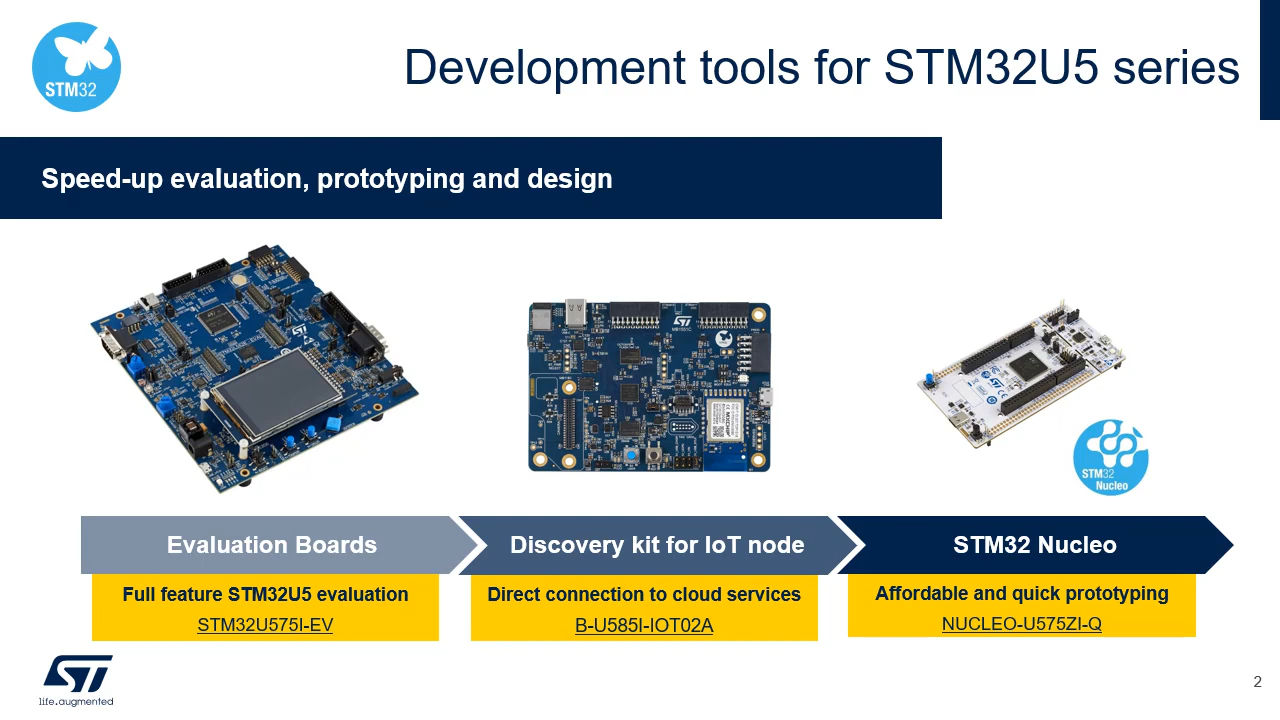 STM32
Development tools for STM32U5 series
Speed-up evaluation, prototyping and design
STM32
Nucleo
Evaluation Boards
Discovery kit for IoT node
STM32 Nucleo
Full feature STM32U5 evaluation
Direct connection to cloud services
Affordable and quick prototyping
STM32U575I-EV
B-U585I-IOT02A
NUCLEO-U575ZI-Q
ST
life.augmented
2